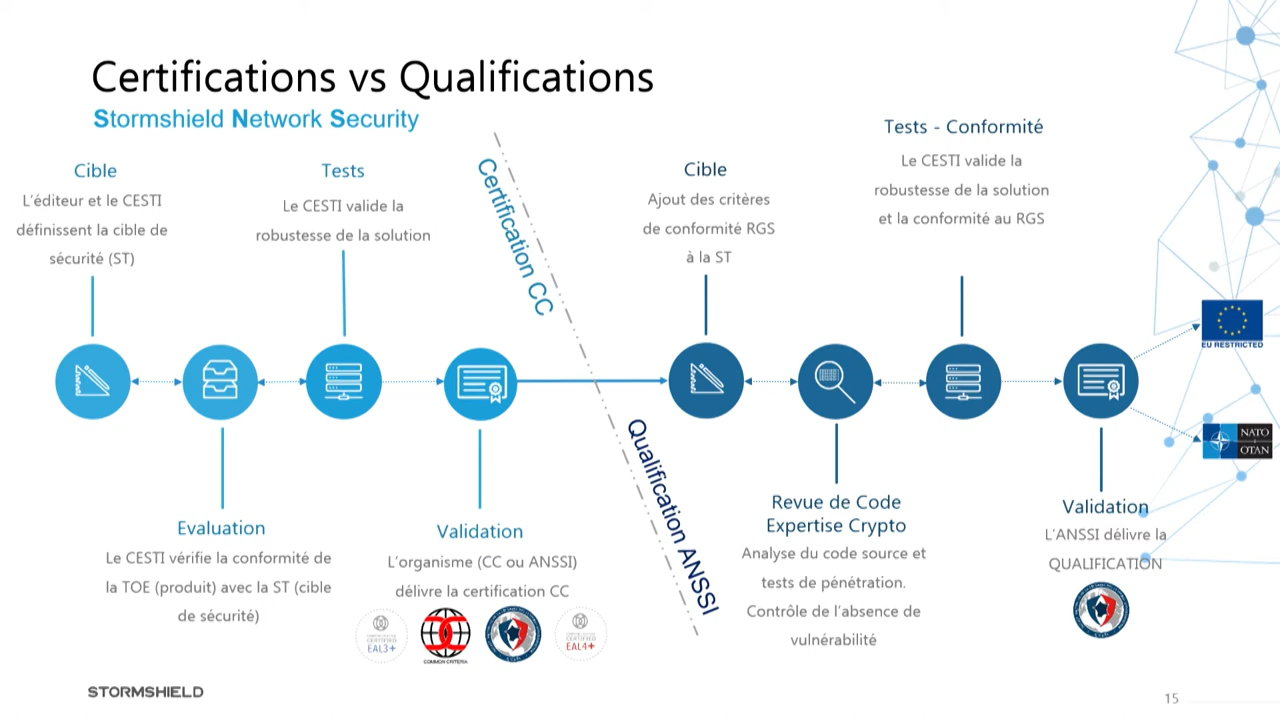 Certifications vs Qualifications
Stormshield Network Security
Cible
L'éditeur et le CESTI
définissent la cible de
sécurité (ST)
Tests
Le CESTI valide la
robustesse de la solution
Certification CC
Cible
Ajout des critères
de conformité RGS
à la ST
Tests - Conformité
Le CESTI valide la
robustesse de la solution
et la conformité au RGS
EU RESTRICTED
NATO
OTAN
Evaluation
Le CESTI vérifie la conformité de
la TOE (produit) avec la ST (cible
de sécurité)
Validation
L'organisme (CC ou ANSSI)
délivre la certification CC
CERTIFIED
EAL3+
COMMON CRITERIA
CERTIFIED
EAL4+
Qualification ANSSI
Revue de Code
Expertise Crypto
Analyse du code source et
tests de pénétration.
Contrôle de l'absence de
vulnérabilité
Validation
L'ANSSI délivre la
QUALIFICATION
STORMSHIELD
15